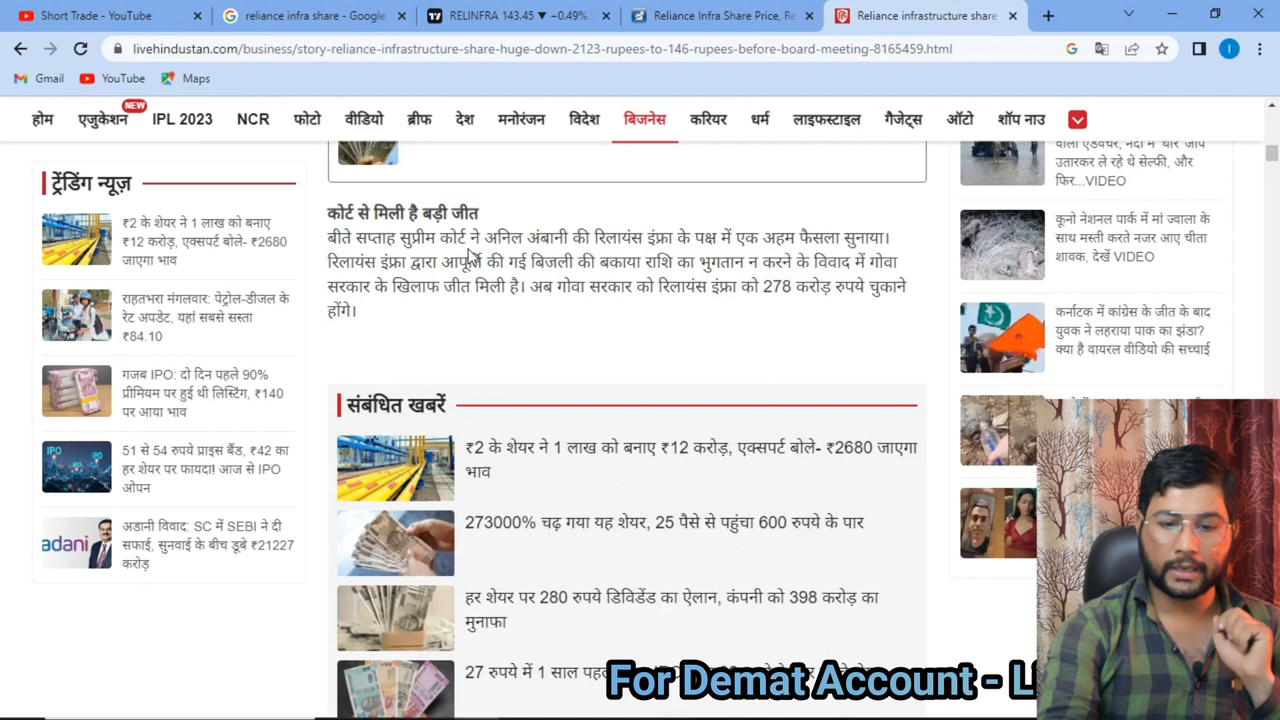 Short Trade - YouTube
reliance infra share - Google
RELINFRA 143.45 ▼ −0.49%
Reliance Infra Share Price, Re
Reliance infrastructure share
livehindustan.com/business/story-reliance-infrastructure-share-huge-down-2123-rupees-to-146-rupees-before-board-meeting-8165459.html
Gmail YouTube Maps
NEW
होम एजुकेशन IPL 2023 NCR फोटो वीडियो ब्रीफ देश मनोरंजन विदेश बिजनेस करियर धर्म लाइफस्टाइल गैजेट्स ऑटो शॉप नाउ
ट्रेंडिंग न्यूज़
₹2 के शेयर ने 1 लाख को बनाए
₹12 करोड़, एक्सपर्ट बोले- ₹2680
जाएगा भाव
राहतभरा मंगलवार: पेट्रोल-डीजल के
रेट अपडेट, यहां सबसे सस्ता
₹84.10
गजब IPO: दो दिन पहले 90%
प्रीमियम पर हुई थी लिस्टिंग, ₹140
पर आया भाव
51 से 54 रुपये प्राइस बैंड, ₹42 का
हर शेयर पर फायदा! आज से IPO
ओपन
अडानी विवाद: SC में SEBI ने दी
सफाई, सुनवाई के बीच डूबे ₹21227
करोड़
adani
IPO
कोर्ट से मिली है बड़ी जीत
बीते सप्ताह सुप्रीम कोर्ट ने अनिल अंबानी की रिलायंस इंफ्रा के पक्ष में एक अहम फैसला सुनाया।
रिलायंस इंफ्रा द्वारा आपूर्ति की गई बिजली की बकाया राशि का भुगतान न करने के विवाद में गोवा
सरकार के खिलाफ जीत मिली है। अब गोवा सरकार को रिलायंस इंफ्रा को 278 करोड़ रुपये चुकाने
होंगे।
संबंधित खबरें
₹2 के शेयर ने 1 लाख को बनाए ₹12 करोड़, एक्सपर्ट बोले- ₹2680 जाएगा
भाव
273000% चढ़ गया यह शेयर, 25 पैसे से पहुंचा 600 रुपये के पार
हर शेयर पर 280 रुपये डिविडेंड का ऐलान, कंपनी को 398 करोड़ का
मुनाफा
27 रुपये में 1 साल
उतारकर ले रहे थे सेल्फी, और
फिर...VIDEO
कूनो नेशनल पार्क में मां ज्वाला के
साथ मस्ती करते नजर आए चीता
शावक, देखें VIDEO
कर्नाटक में कांग्रेस के जीत के बाद
युवक ने लहराया पाक का झंडा?
क्या है वायरल वीडियो की सच्चाई
For Demat Account - L